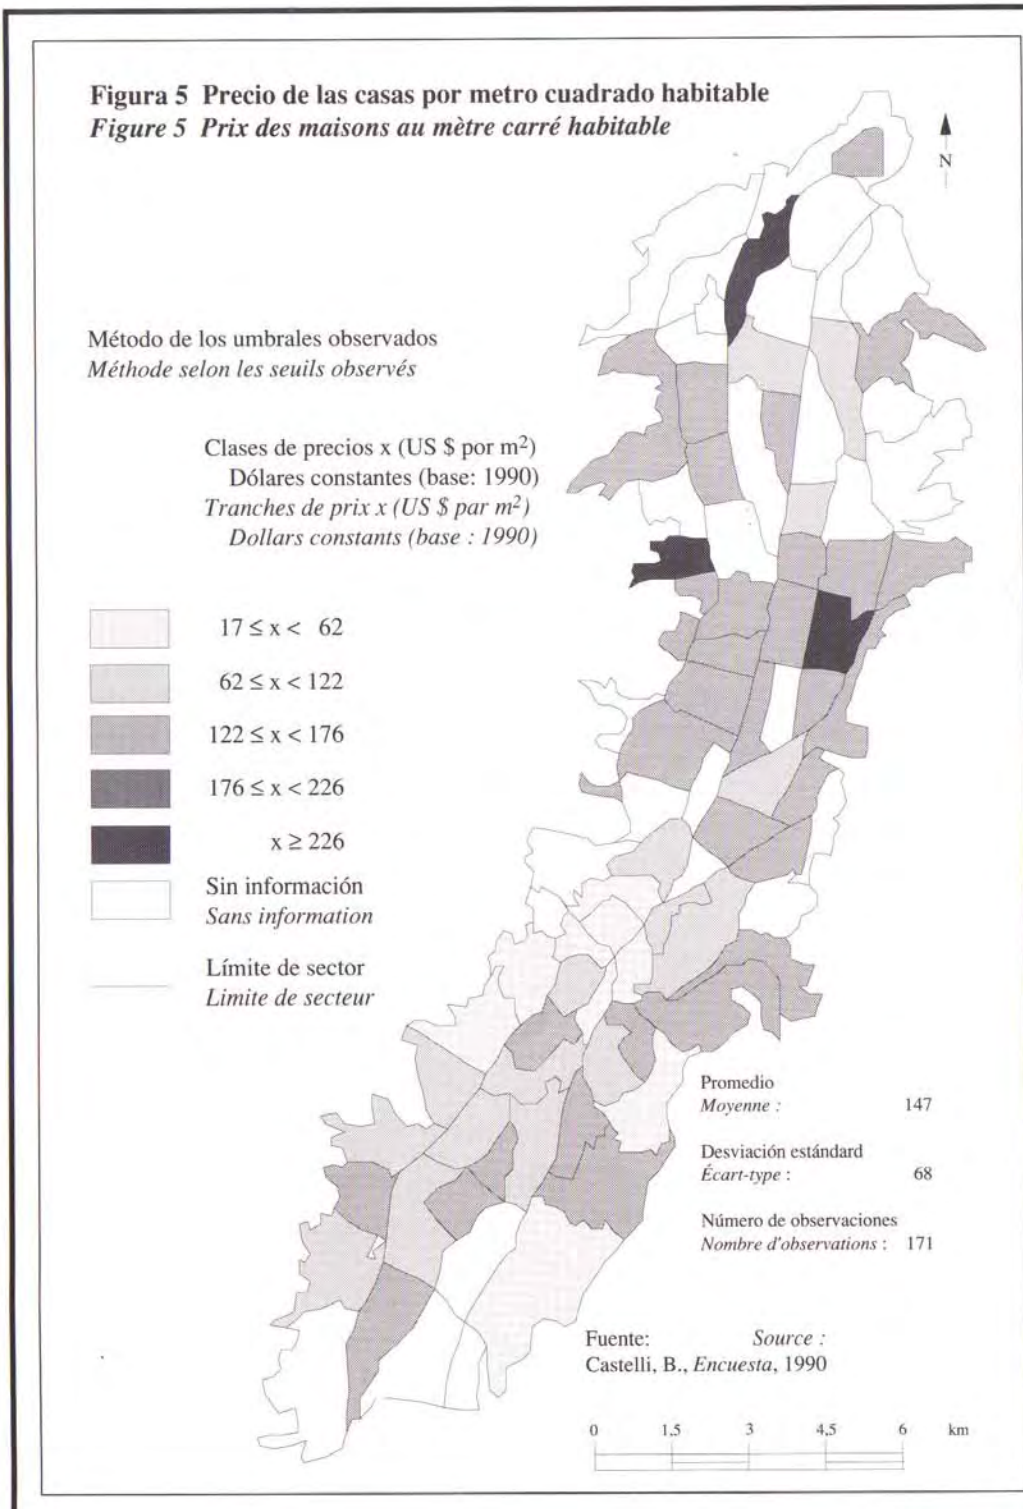 Figura 5 Precio de las casas por metro cuadrado habitable
Figure 5 Prix des maisons au mètre carré habitable
N
Método de los umbrales observados
Méthode selon les seuils observés
Clases de precios x (US $ por m²)
Dólares constantes (base: 1990)
Tranches de prix x (US $ par m²)
Dollars constants (base : 1990)
17 ≤ x < 62
62 ≤ x < 122
122 ≤ x < 176
176 ≤ x < 226
x ≥ 226
Sin información
Sans information
Límite de sector
Limite de secteur
Promedio
Moyenne : 147
Desviación estándard
Écart-type : 68
Número de observaciones
Nombre d'observations : 171
Fuente: Source :
Castelli, B., Encuesta, 1990
0 1,5 3 4,5 6 km